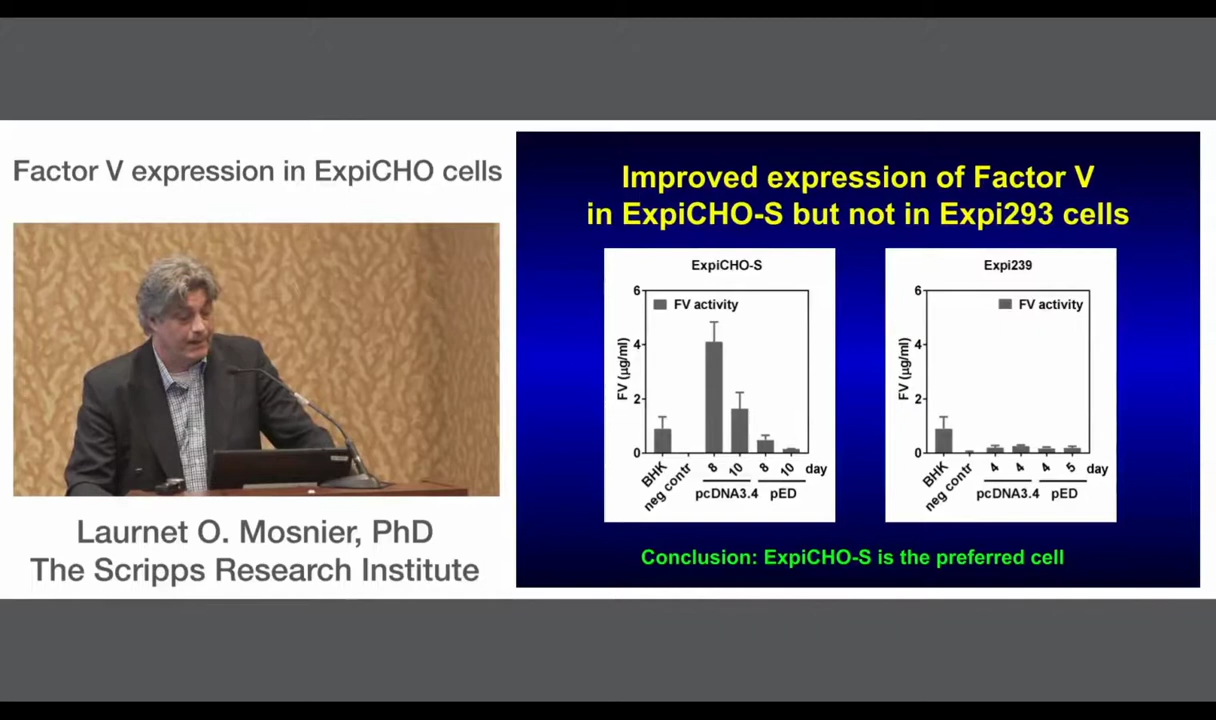 Factor V expression in ExpiCHO cells
Laurnet O. Mosnier, PhD
The Scripps Research Institute
Improved expression of Factor V
in ExpiCHO-S but not in Expi293 cells
ExpiCHO-S
FV activity
FV (µg/ml)
6
4
2
0
BHK
neg contr
8
10
8
10
day
pcDNA3.4
pED
Expi239
FV activity
FV (µg/ml)
6
4
2
0
BHK
neg contr
4
4
4
5
day
pcDNA3.4
pED
Conclusion: ExpiCHO-S is the preferred cell